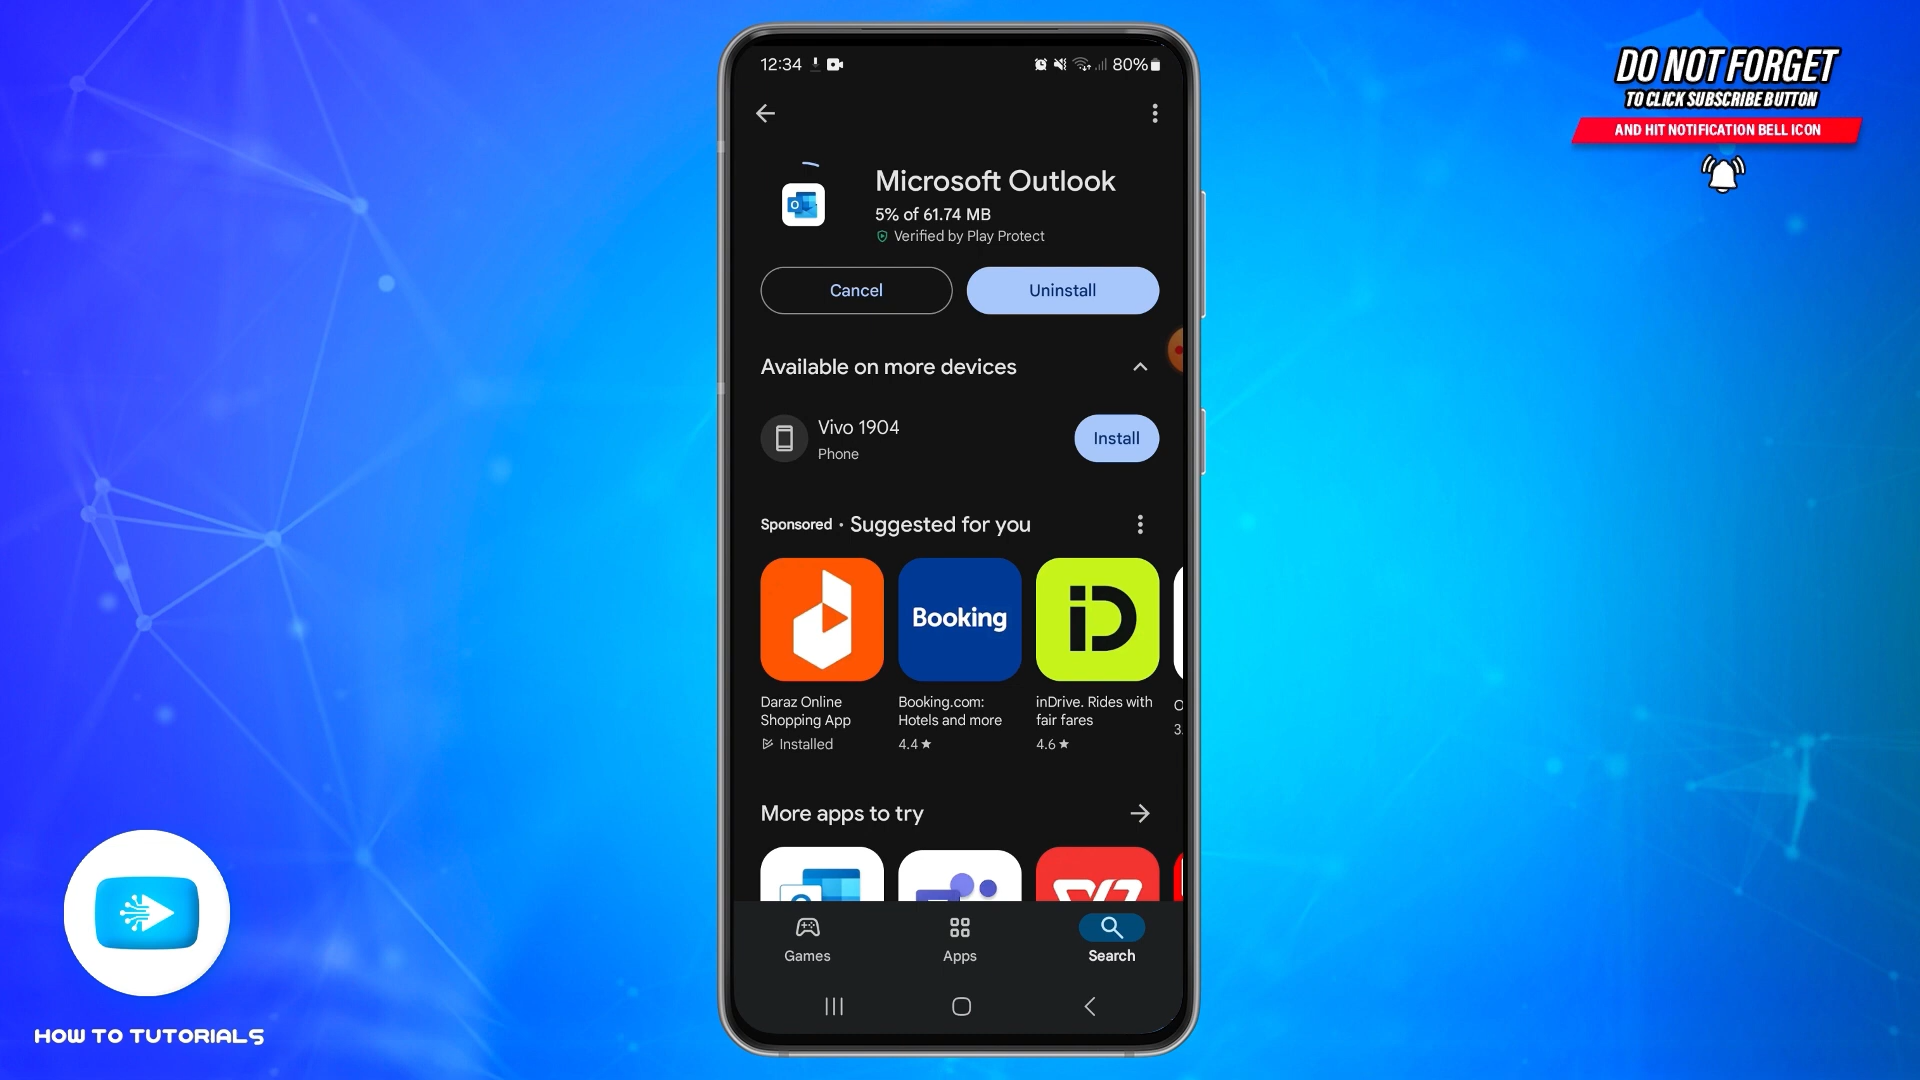 DO NOT FORGET
TO CLICK SUBSCRIBE BUTTON
AND HIT NOTIFICATION BELL ICON
12:34
80%
Microsoft Outlook
5% of 61.74 MB
Verified by Play Protect
Cancel
Uninstall
Available on more devices
Vivo 1904
Phone
Install
Sponsored • Suggested for you
Booking
iD
Daraz Online
Shopping App
Installed
Booking.com:
Hotels and more
4.4★
inDrive. Rides with
fair fares
4.6★
More apps to try
Games
Apps
Search
HOW TO TUTORIALS